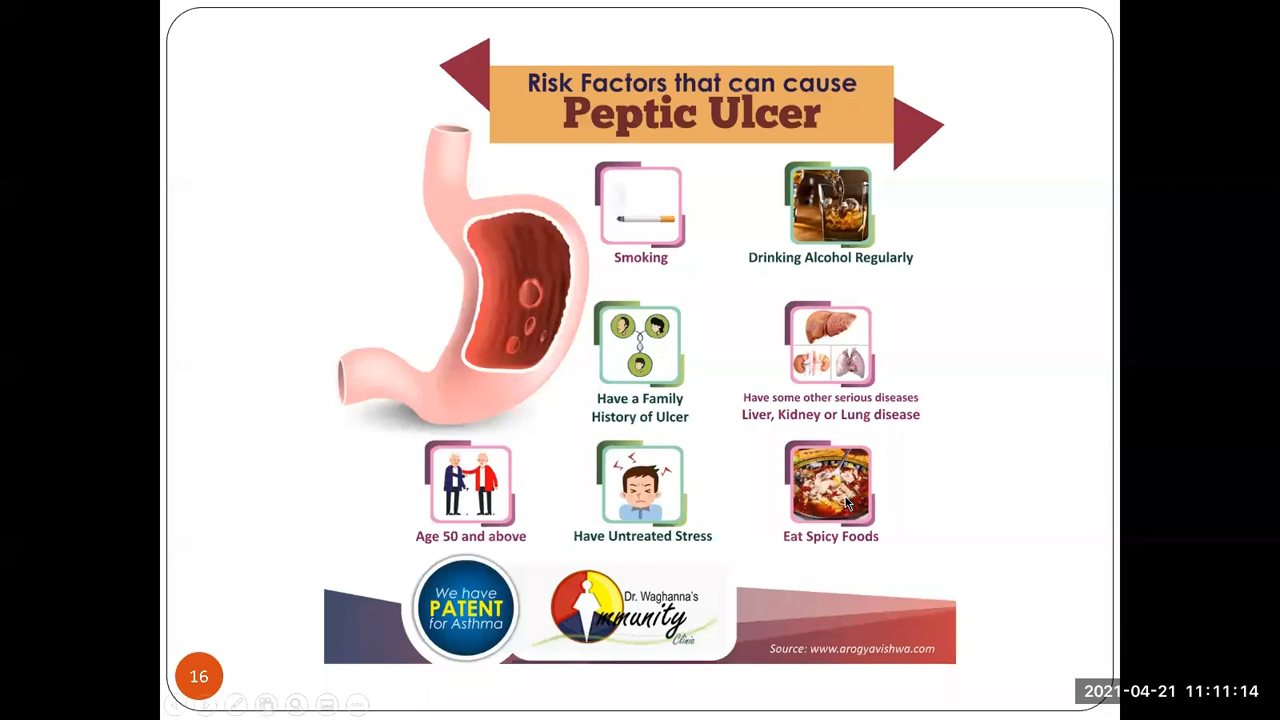 Risk Factors that can cause
Peptic Ulcer
Smoking
Drinking Alcohol Regularly
Have a Family
History of Ulcer
Have some other serious diseases
Liver, Kidney or Lung disease
Age 50 and above
Have Untreated Stress
Eat Spicy Foods
We have
PATENT
for Asthma
Dr. Waghanna's
mmunity
Clinic
Source: www.arogyavishwa.com
16
2021-04-21 11:11:14